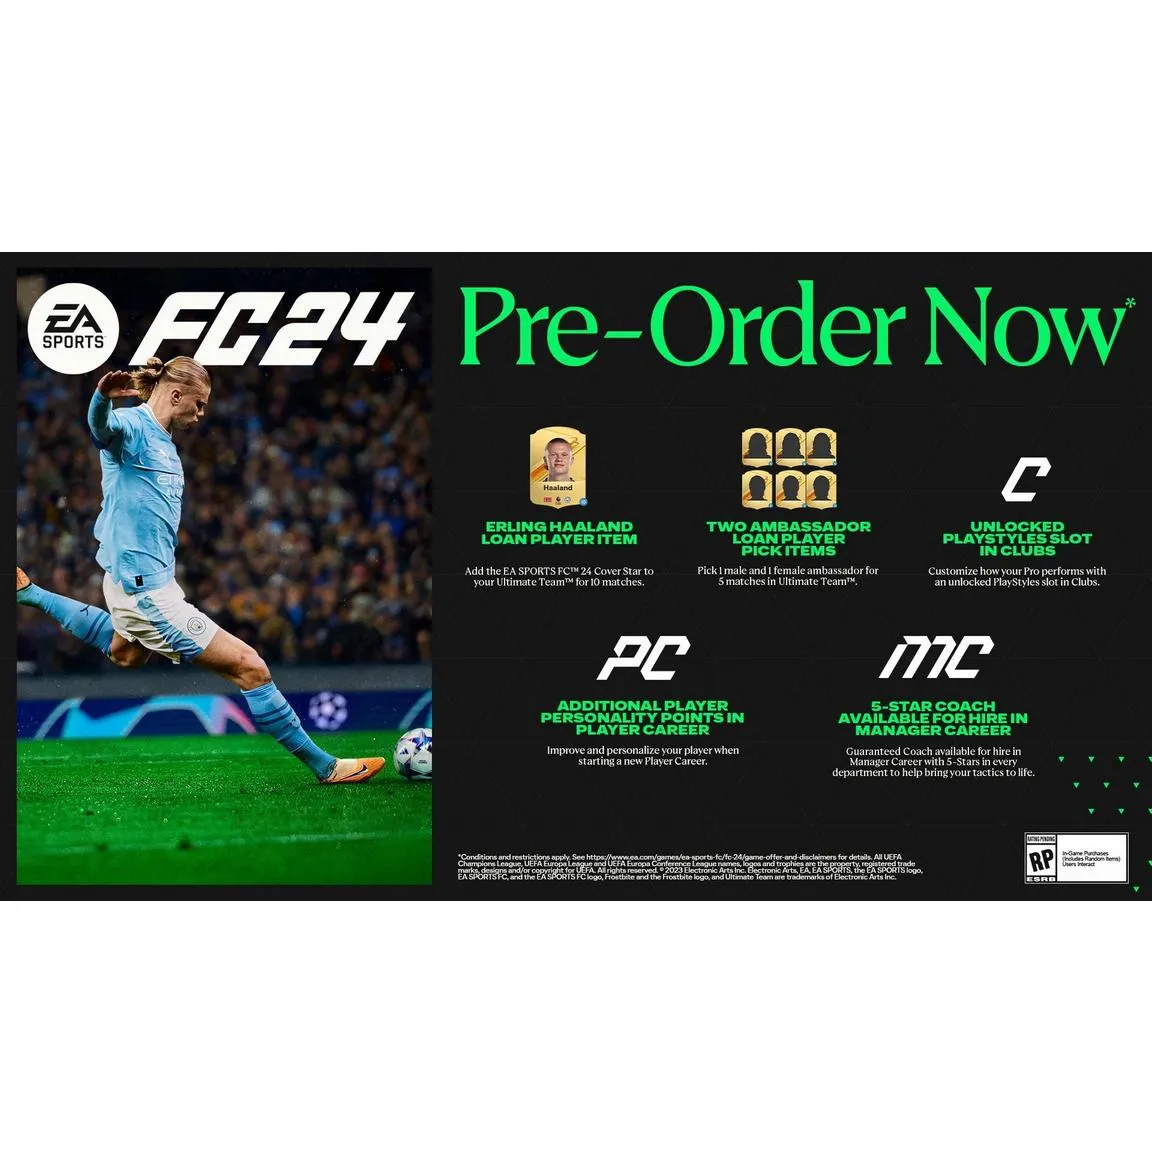 EA
SPORTS™
FC24
Pre-Order Now*
Haaland
ERLING HAALAND
LOAN PLAYER ITEM
Add the EA SPORTS FC™ 24 Cover Star to
your Ultimate Team™ for 10 matches.
TWO AMBASSADOR
LOAN PLAYER
PICK ITEMS
Pick 1 male and 1 female ambassador for
5 matches in Ultimate Team™.
C
UNLOCKED
PLAYSTYLES SLOT
IN CLUBS
Customize how your Pro performs with
an unlocked PlayStyles slot in Clubs.
PC
ADDITIONAL PLAYER
PERSONALITY POINTS IN
PLAYER CAREER
Improve and personalize your player when
starting a new Player Career.
MC
5-STAR COACH
AVAILABLE FOR HIRE IN
MANAGER CAREER
Guaranteed Coach available for hire in
Manager Career with 5-Stars in every
department to help bring your tactics to life.
*Conditions and restrictions apply. See https://www.ea.com/games/ea-sports-fc/fc-24/game-offer-and-disclaimers for details. All UEFA
Champions League, UEFA Europa League and UEFA Europa Conference League names, logos and trophies are the property, registered trade
marks, designs and/or copyright for UEFA. All rights reserved. © 2023 Electronic Arts Inc. Electronic Arts, EA, EA SPORTS, the EA SPORTS logo,
EA SPORTS FC, and the EA SPORTS FC logo, Frostbite and the Frostbite logo, and Ultimate Team are trademarks of Electronic Arts Inc.
RATING PENDING
RP
ESRB
In-Game Purchases
(Includes Random Items)
Users Interact